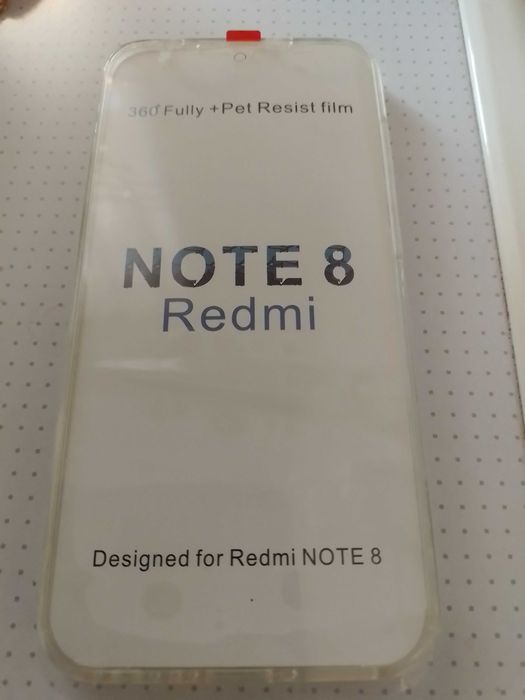 360° Fully +Pet Resist film
NOTE 8
Redmi
Designed for Redmi NOTE 8